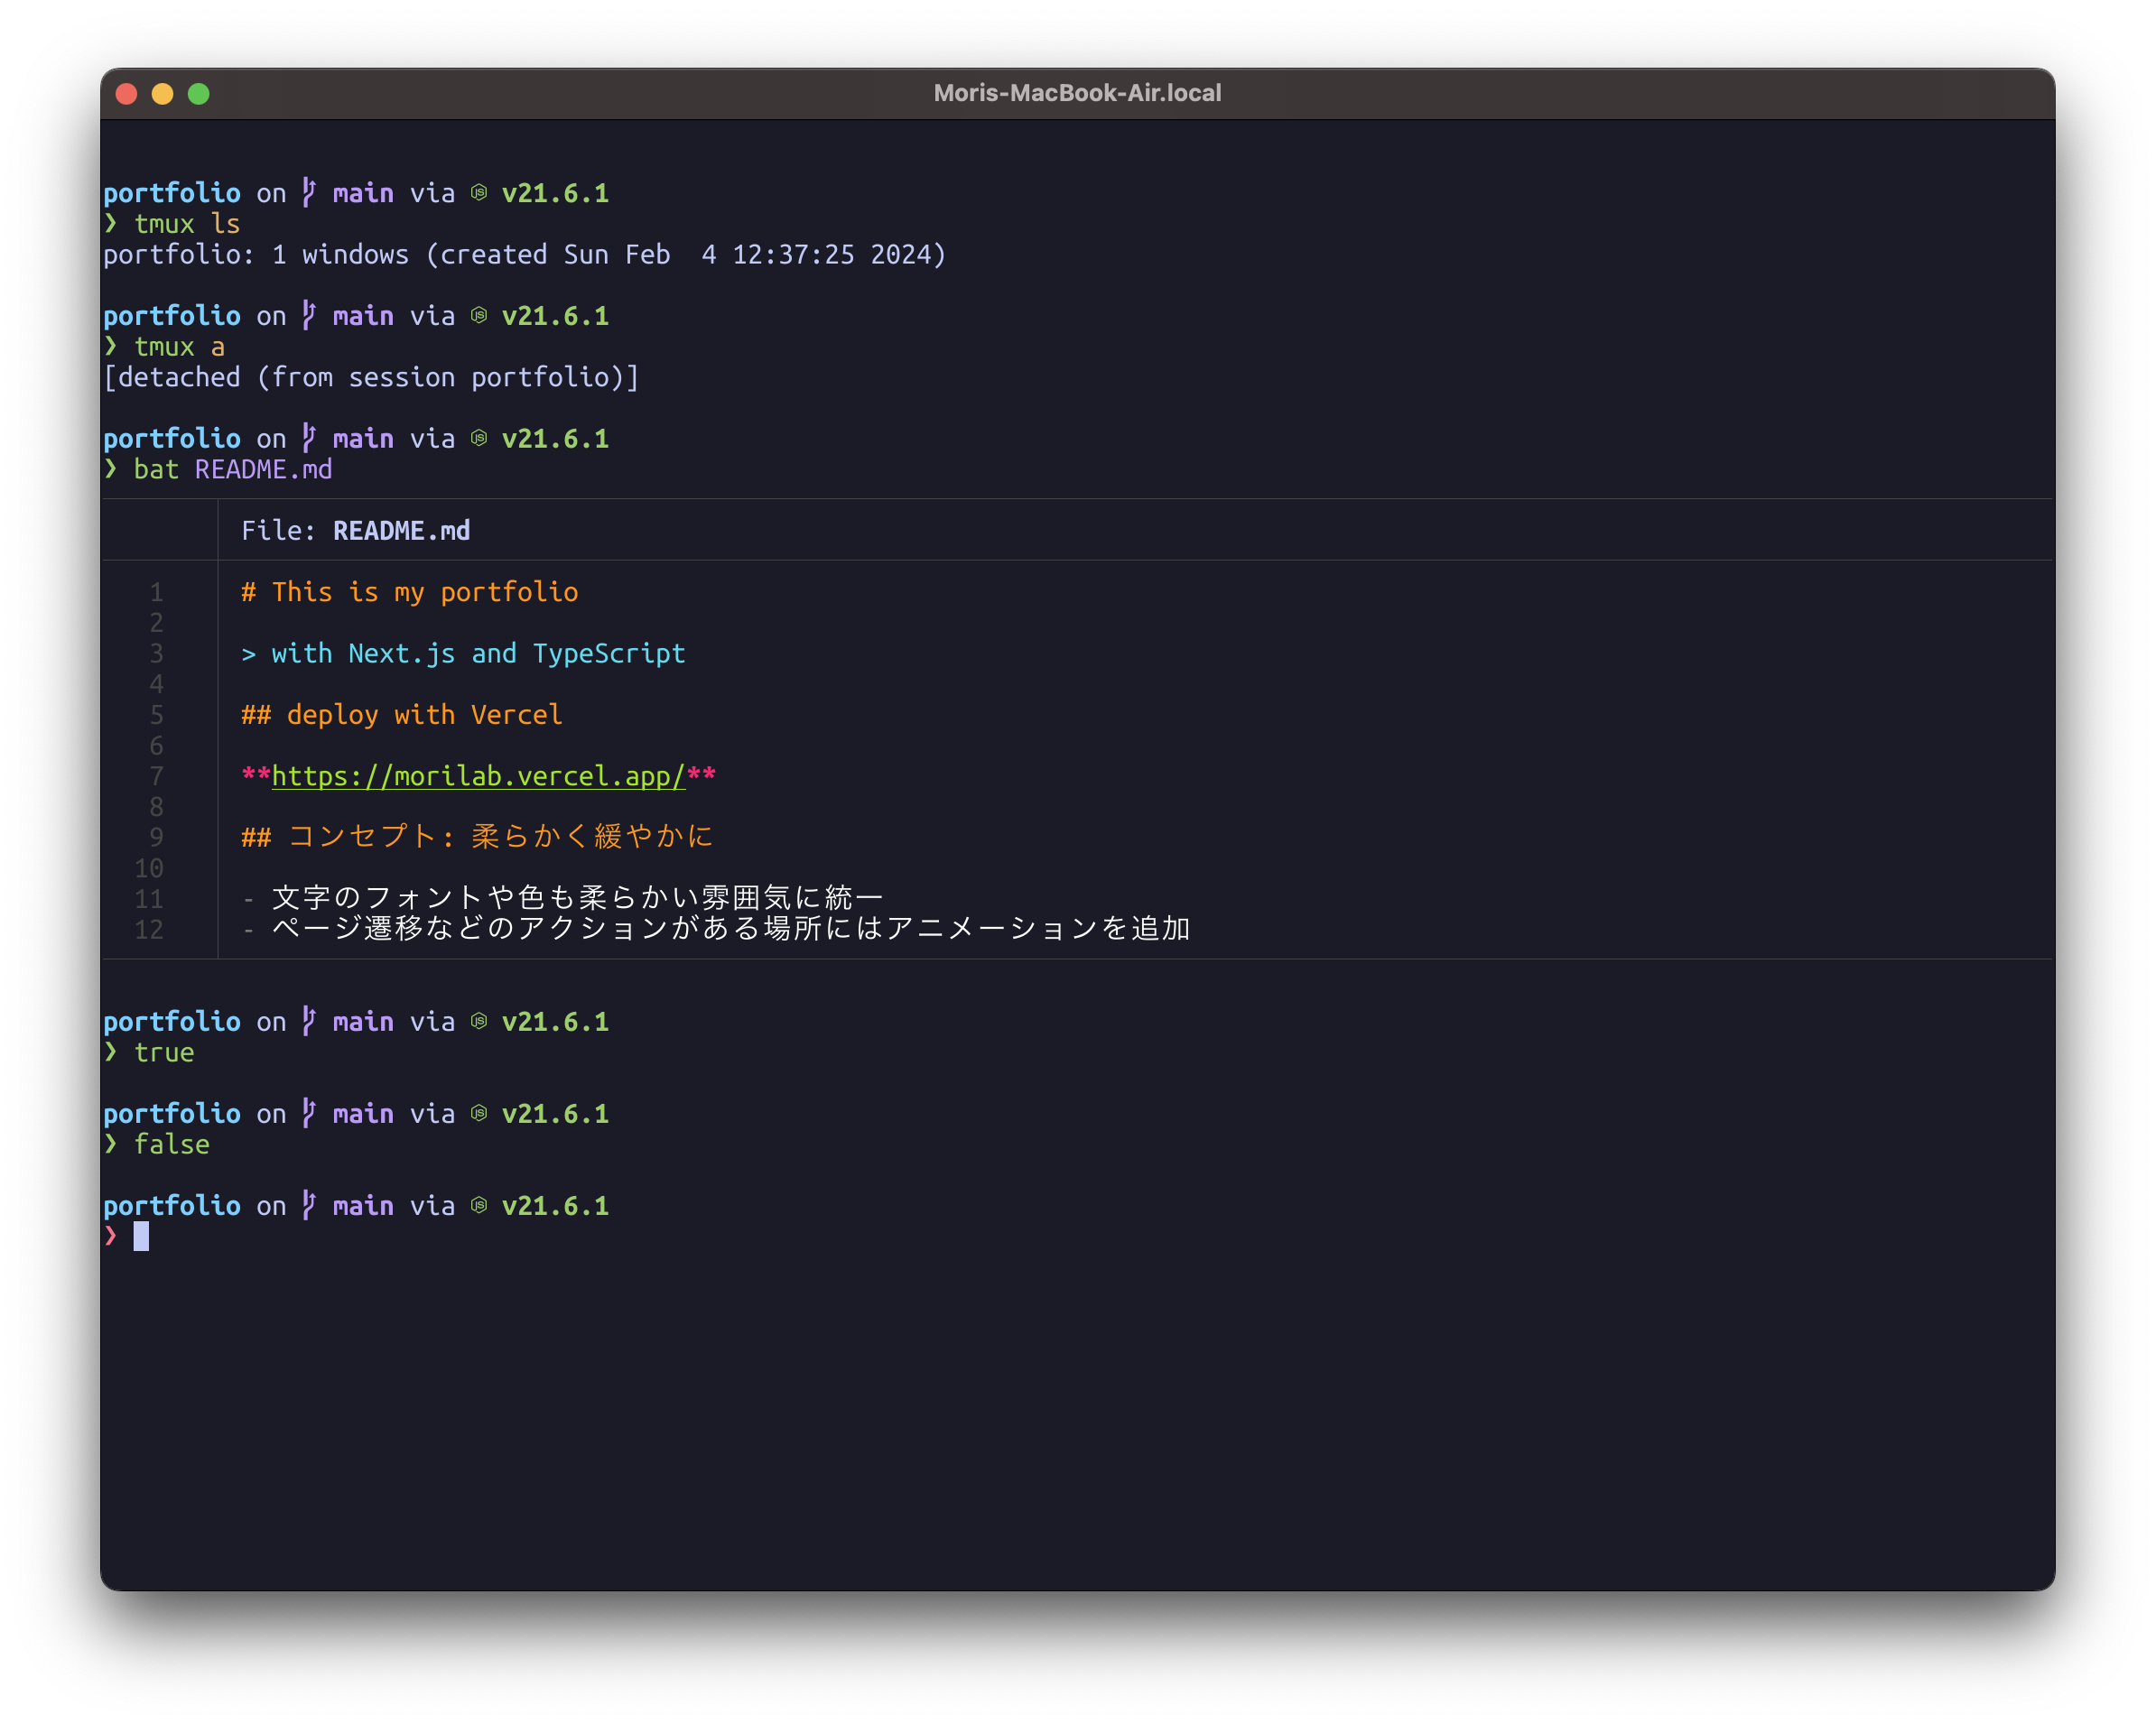 Moris-MacBook-Air.local
portfolio on main via v21.6.1
❯ tmux ls
portfolio: 1 windows (created Sun Feb  4 12:37:25 2024)
portfolio on main via v21.6.1
❯ tmux a
[detached (from session portfolio)]
portfolio on main via v21.6.1
❯ bat README.md
File: README.md
1 # This is my portfolio
2
3 > with Next.js and TypeScript
4
5 ## deploy with Vercel
6
7 **https://morilab.vercel.app/**
8
9 ## コンセプト: 柔らかく緩やかに
10
11 - 文字のフォントや色も柔らかい雰囲気に統一
12 - ページ遷移などのアクションがある場所にはアニメーションを追加
portfolio on main via v21.6.1
❯ true
portfolio on main via v21.6.1
❯ false
portfolio on main via v21.6.1
❯